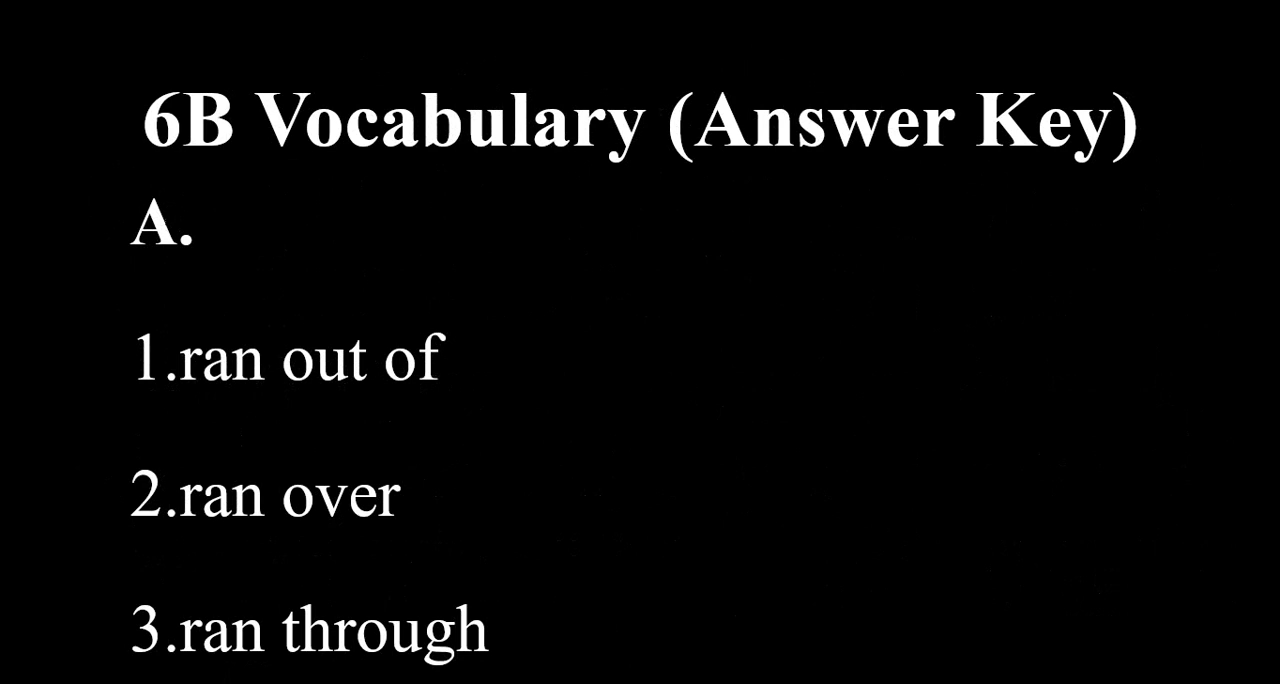 6B Vocabulary (Answer Key)
A.
1.ran out of
2.ran over
3.ran through